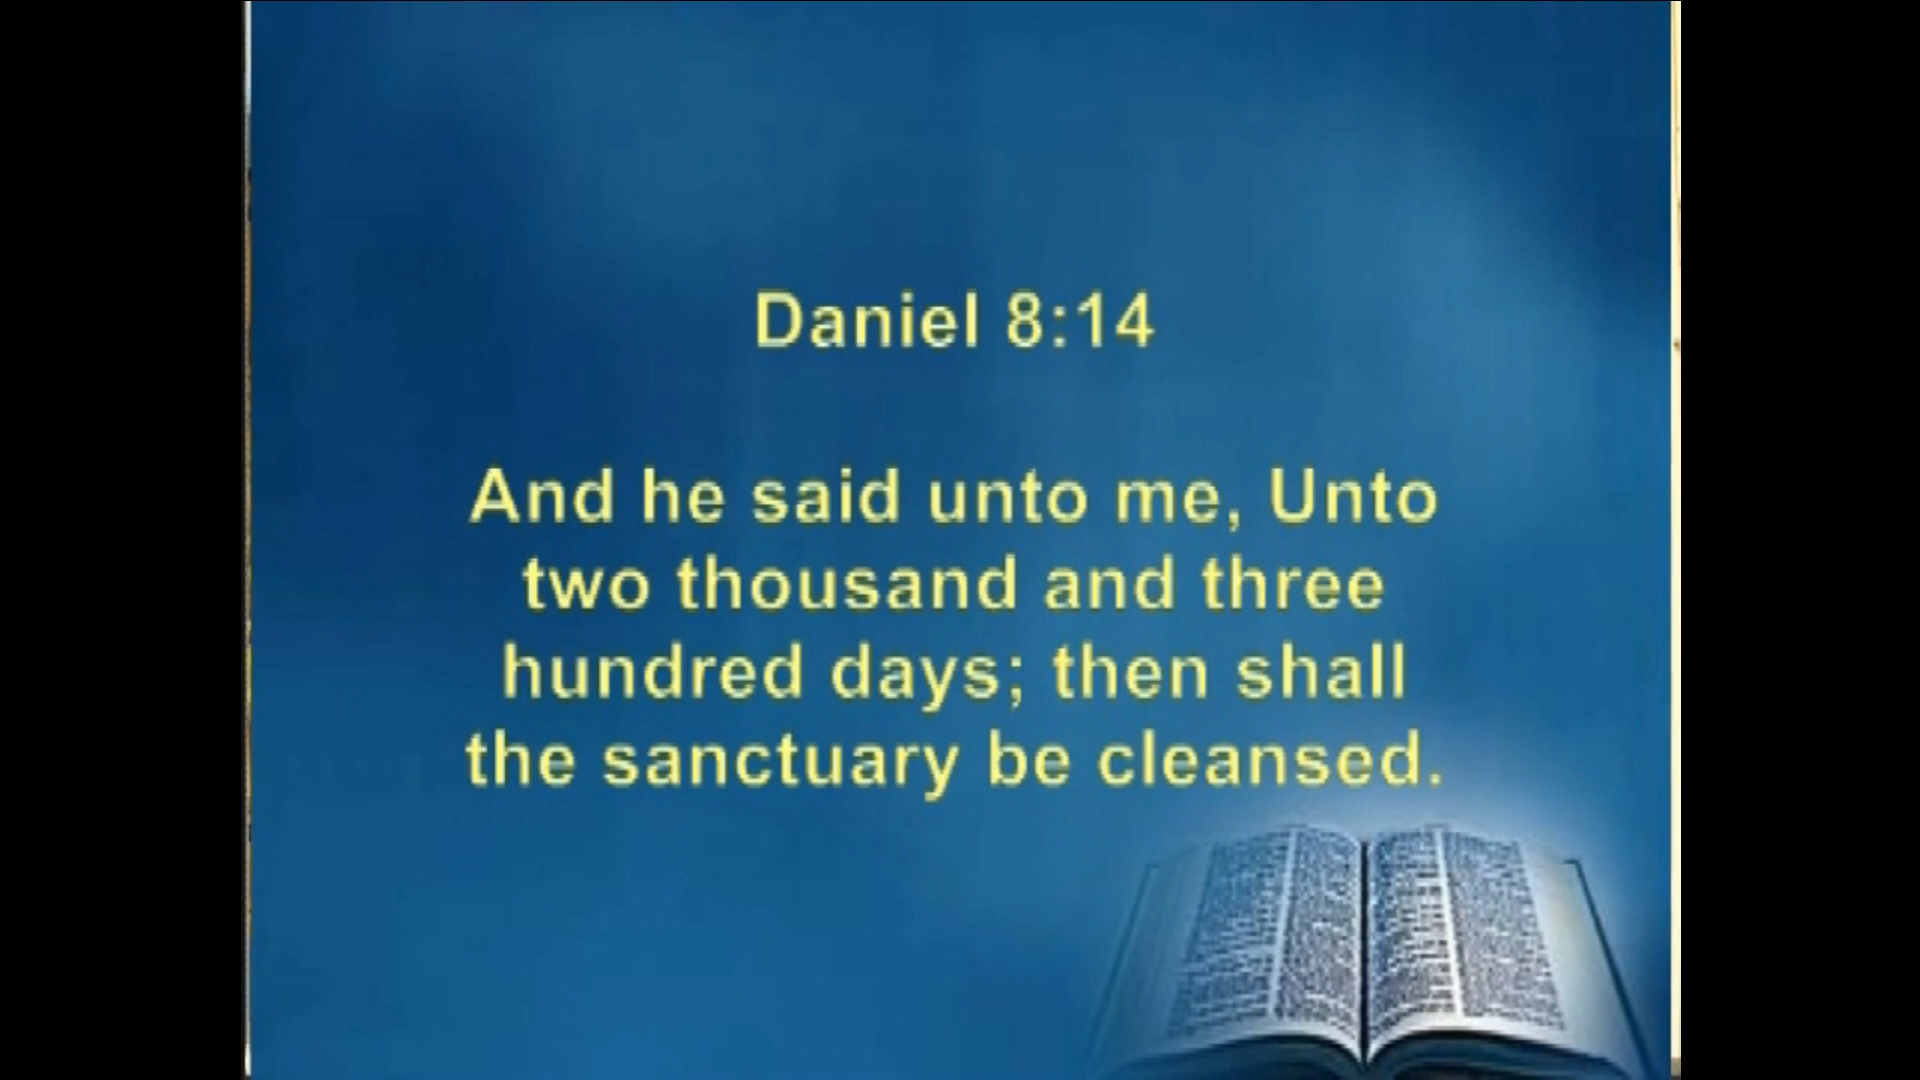 Daniel 8:14
And he said unto me, Unto
two thousand and three
hundred days; then shall
the sanctuary be cleansed.